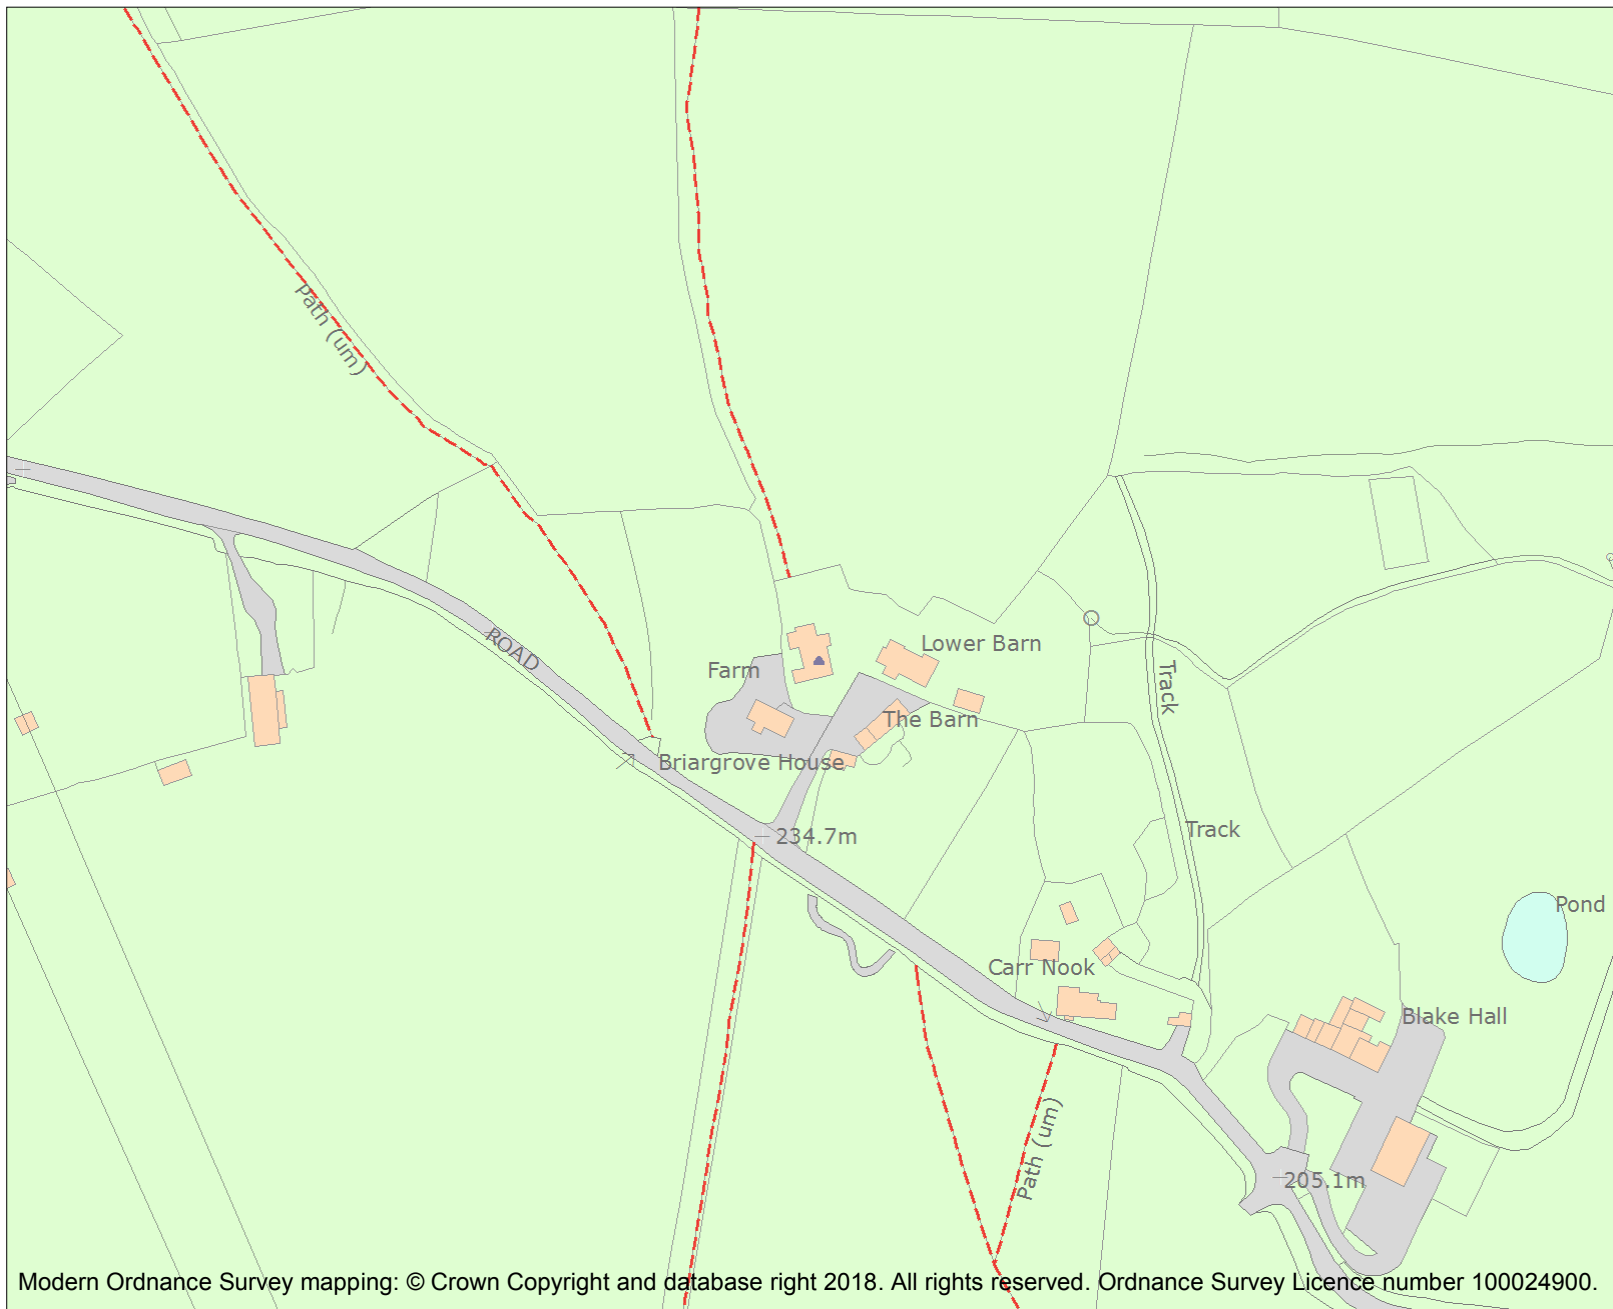 Path (um)
ROAD
Farm
Lower Barn
Track
The Barn
Briargrove House
234.7m
Track
Pond
Carr Nook
Blake Hall
Path (um)
205.1m
Modern Ordnance Survey mapping: © Crown Copyright and database right 2018. All rights reserved. Ordnance Survey Licence number 100024900.